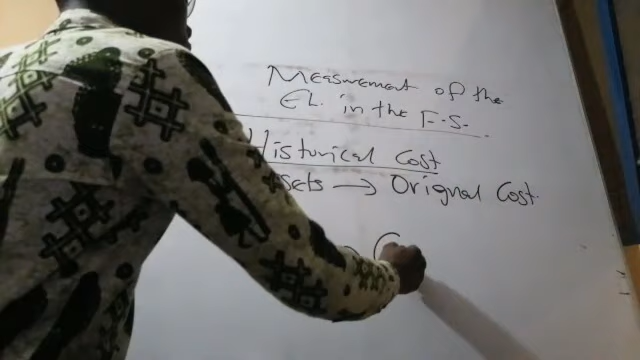 Measurement of the
EL. in the F.S.
Historical Cost
ssets → Orignal Cost.